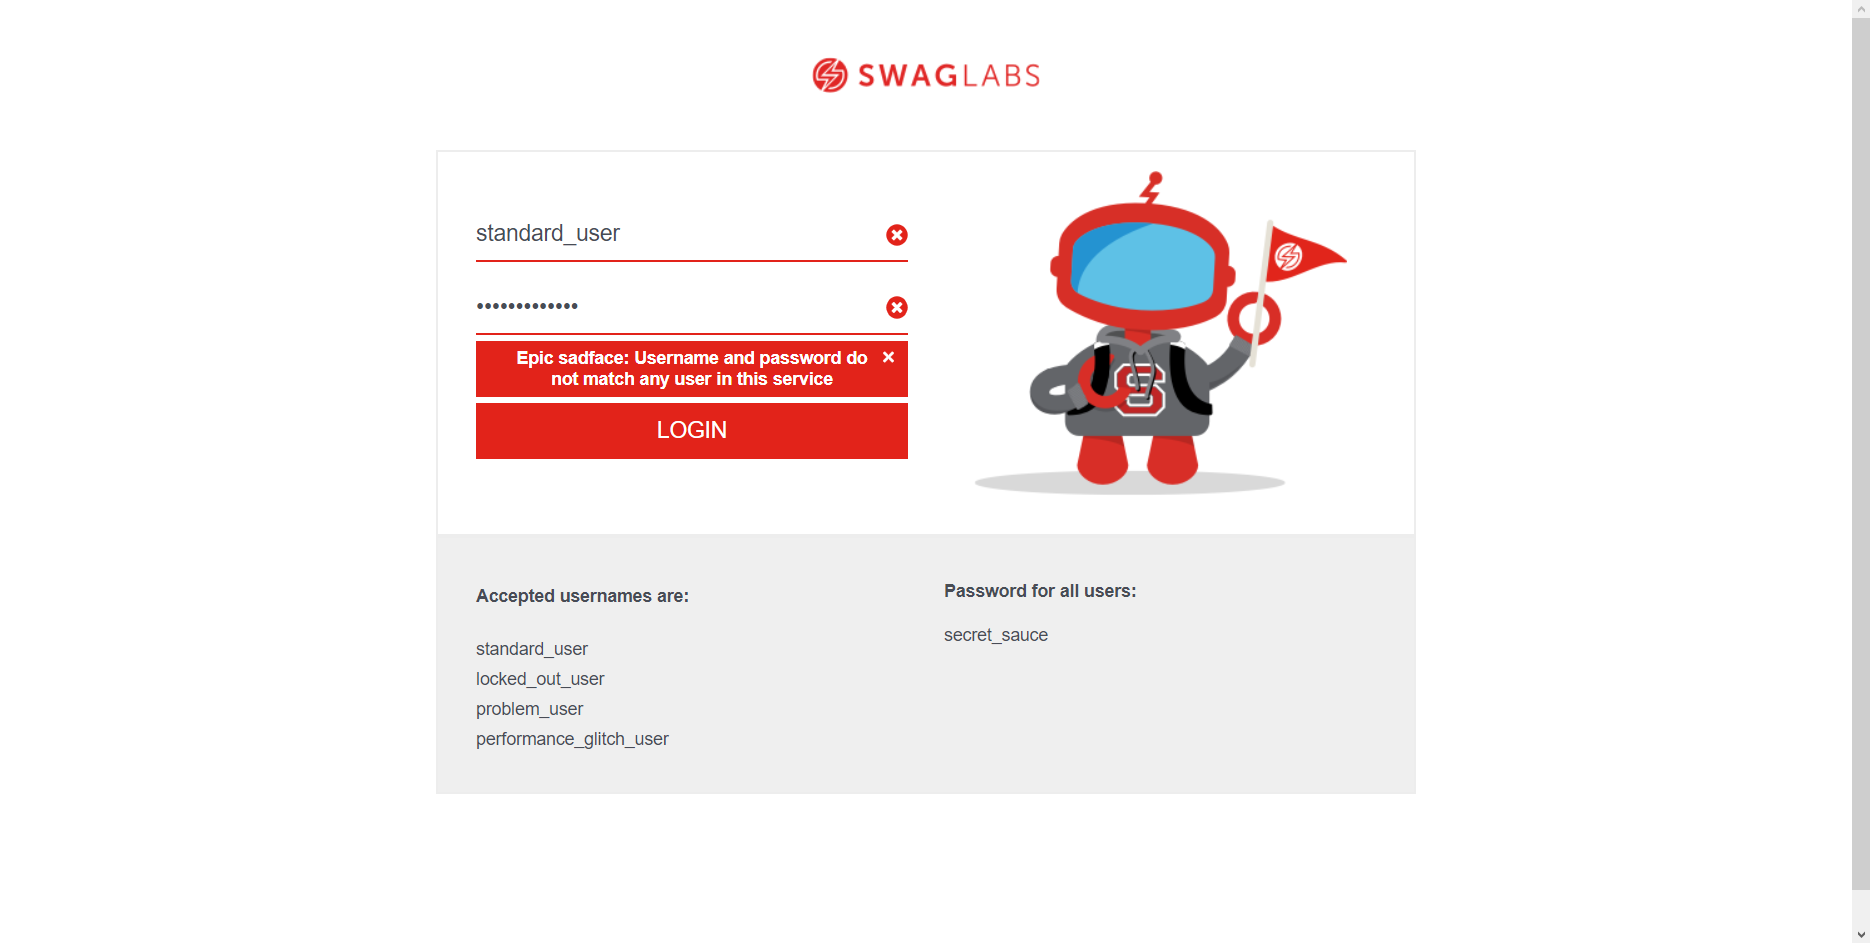 SWAGLABS
standard_user
•••••••••••••
Epic sadface: Username and password do
not match any user in this service
LOGIN
S
Accepted usernames are:
standard_user
locked_out_user
problem_user
performance_glitch_user
Password for all users:
secret_sauce